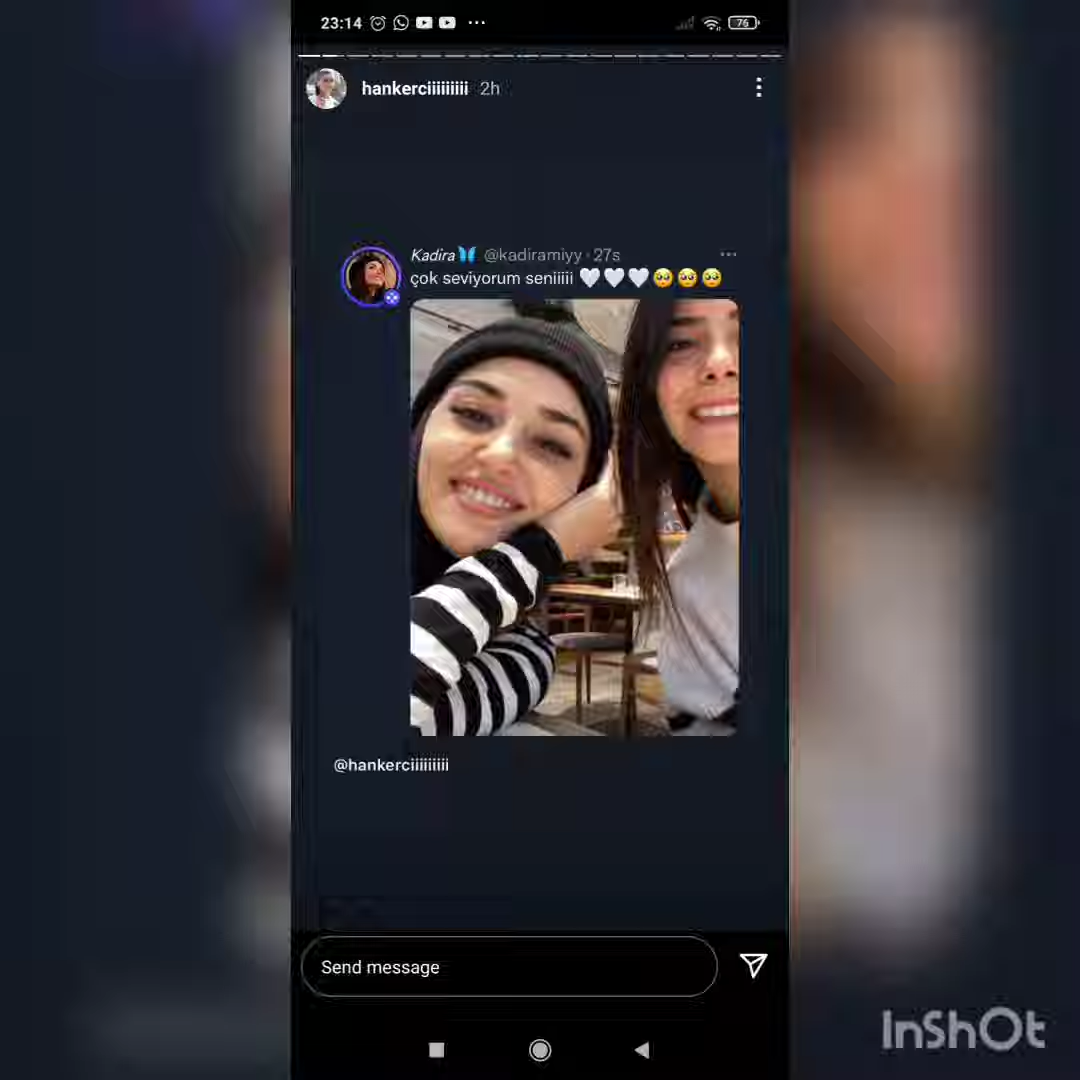 23:14
76
hankerciiiiiiiii 2h
Kadira🦋 @kadiramiyy · 27s
çok seviyorum seniiiii 🤍🤍🤍🥺🥺🥺
@hankerciiiiiiiii
Send message
InShOt